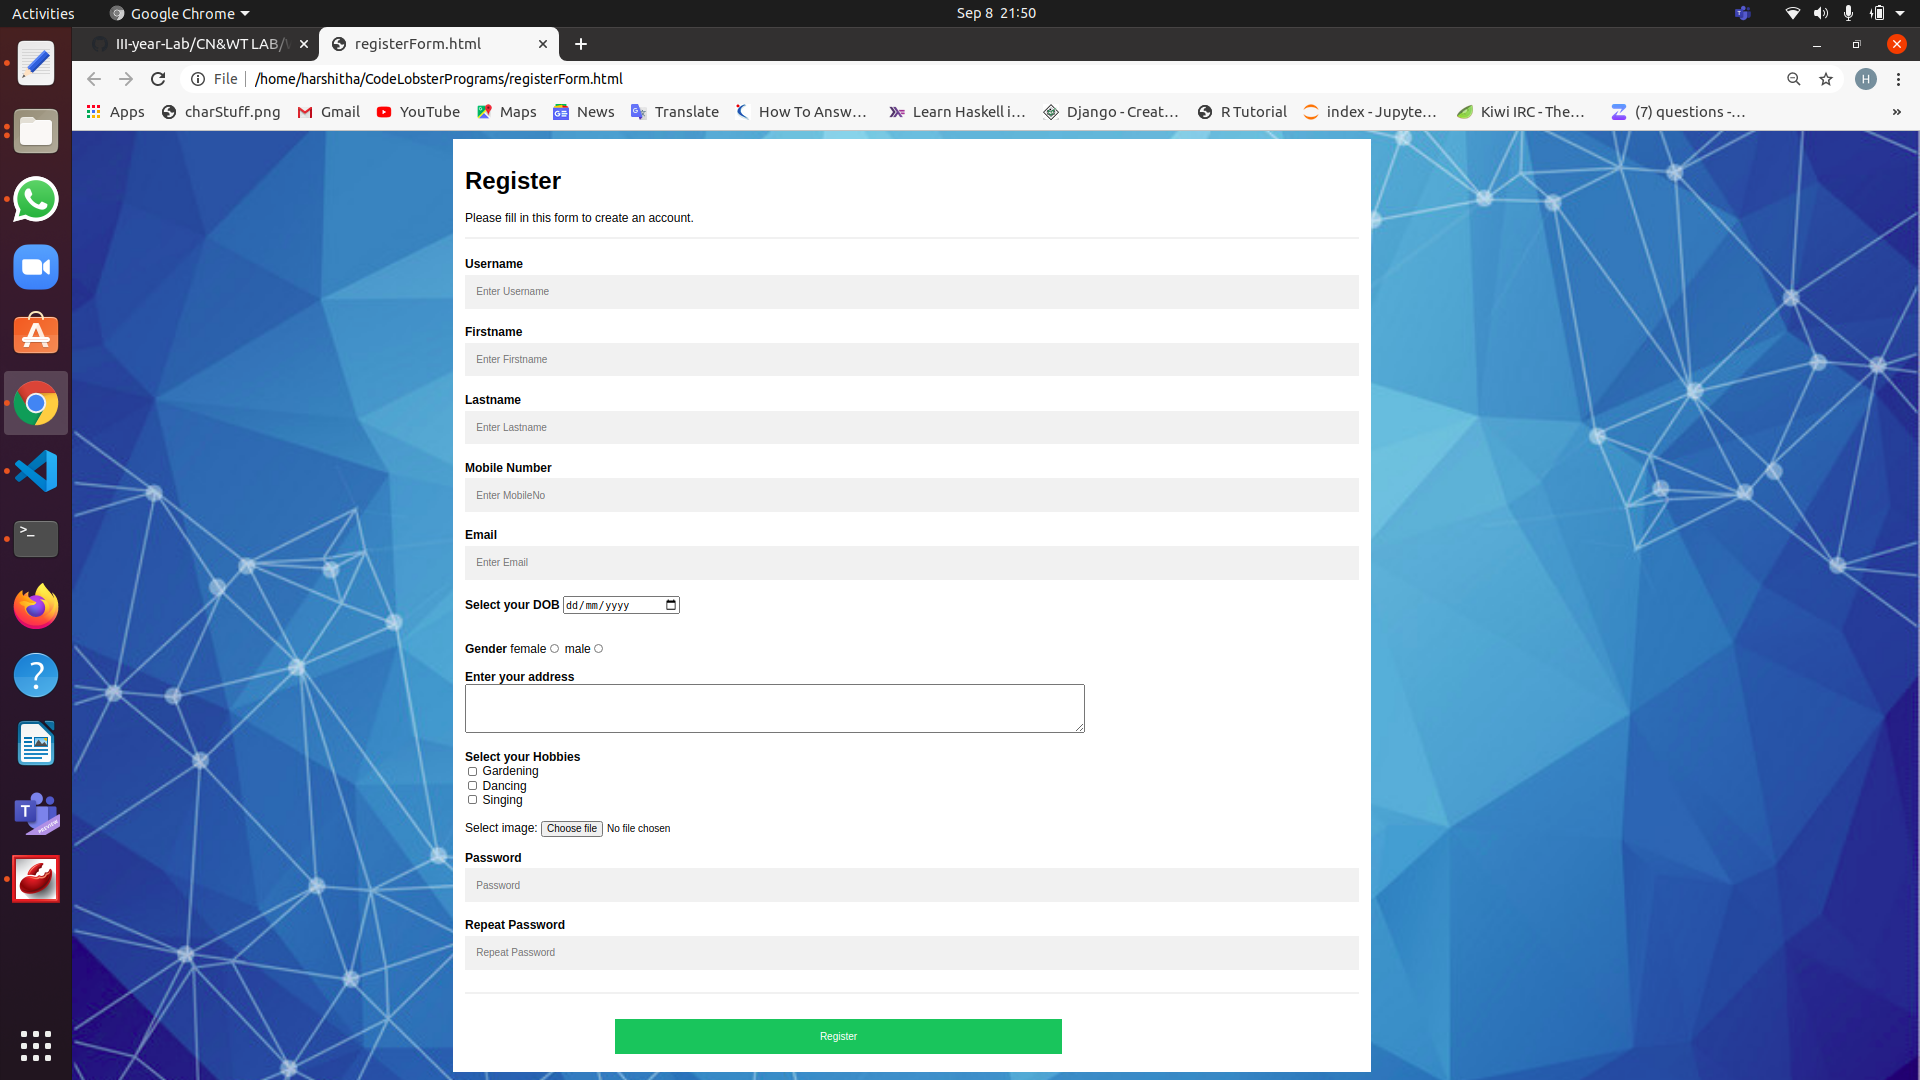 Activities
Google Chrome
Sep 8 21:50
III-year-Lab/CN&WT LAB/
registerForm.html
File
/home/harshitha/CodeLobsterPrograms/registerForm.html
H
Apps
charStuff.png
Gmail
YouTube
Maps
News
Translate
How To Answ...
Learn Haskell i...
Django - Creat...
R Tutorial
index - Jupyte...
Kiwi IRC - The...
(7) questions -...
»
Register
Please fill in this form to create an account.
Username
Enter Username
Firstname
Enter Firstname
Lastname
Enter Lastname
Mobile Number
Enter MobileNo
Email
Enter Email
Select your DOB dd/mm/yyyy
Gender female male
Enter your address
Select your Hobbies
Gardening
Dancing
Singing
Select image: Choose file No file chosen
Password
Password
Repeat Password
Repeat Password
Register